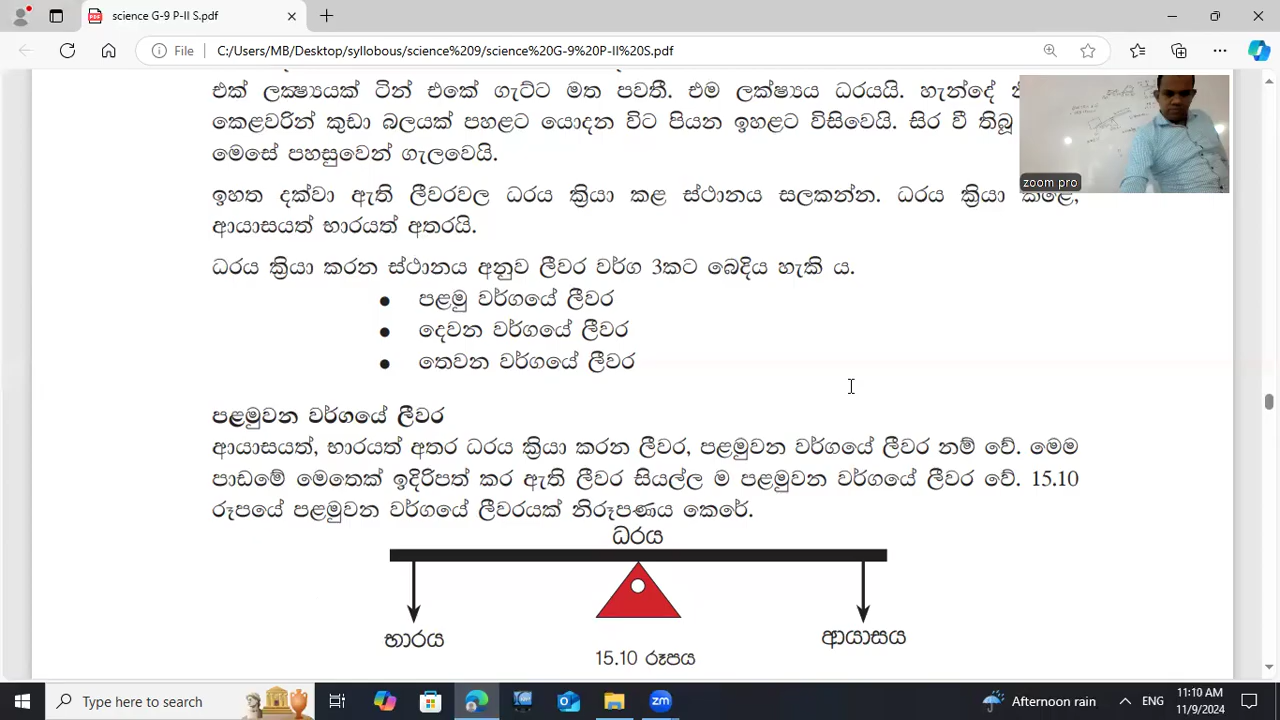 science G-9 P-II S.pdf
File C:/Users/MB/Desktop/syllobous/science%209/science%20G-9%20P-II%20S.pdf
එක් ලක්ෂ්‍යයක් ටින් එකේ ගැට්ට මත පවතී. එම ලක්ෂ්‍යය ධරයයි. හැන්දේ
කෙළවරින් කුඩා බලයක් පහළට යොදන විට පියන ඉහළට විසිවෙයි. සිර වී තිබූ
මෙසේ පහසුවෙන් ගැලවෙයි.
zoom pro
ඉහත දක්වා ඇති ලීවරවල ධරය ක්‍රියා කළ ස්ථානය සලකන්න. ධරය ක්‍රියා කළේ,
ආයාසයත් භාරයත් අතරයි.
ධරය ක්‍රියා කරන ස්ථානය අනුව ලීවර වර්ග 3කට බෙදිය හැකි ය.
• පළමු වර්ගයේ ලීවර
• දෙවන වර්ගයේ ලීවර
• තෙවන වර්ගයේ ලීවර
පළමුවන වර්ගයේ ලීවර
ආයාසයත්, භාරයත් අතර ධරය ක්‍රියා කරන ලීවර, පළමුවන වර්ගයේ ලීවර නම් වේ. මෙම
පාඩමේ මෙතෙක් ඉදිරිපත් කර ඇති ලීවර සියල්ල ම පළමුවන වර්ගයේ ලීවර වේ. 15.10
රූපයේ පළමුවන වර්ගයේ ලීවරයක් නිරූපණය කෙරේ.
ධරය
භාරය ආයාසය
15.10 රූපය
Type here to search
zm
Afternoon rain
ENG
11:10 AM
11/9/2024